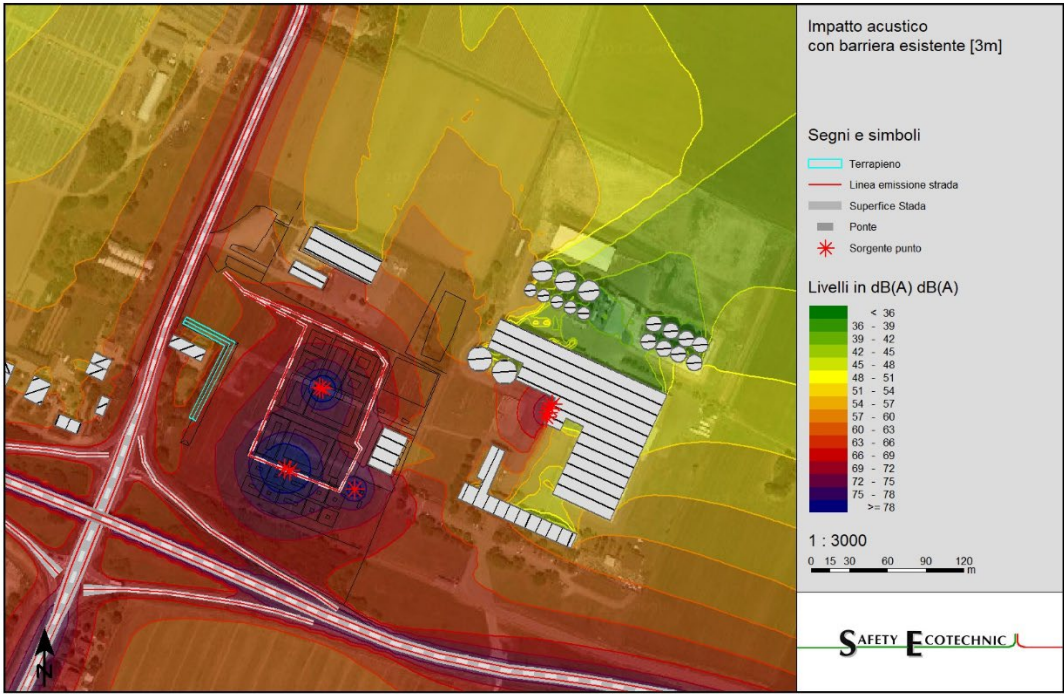 Impatto acustico
con barriera esistente [3m]
Segni e simboli
Terrapieno
Linea emissione strada
Superfice Stada
Ponte
Sorgente punto
Livelli in dB(A) dB(A)
< 36
36 - 39
39 - 42
42 - 45
45 - 48
48 - 51
51 - 54
54 - 57
57 - 60
60 - 63
63 - 66
66 - 69
69 - 72
72 - 75
75 - 78
>= 78
1 : 3000
0 15 30 60 90 120
m
SAFETY ECOTECHNIC
N